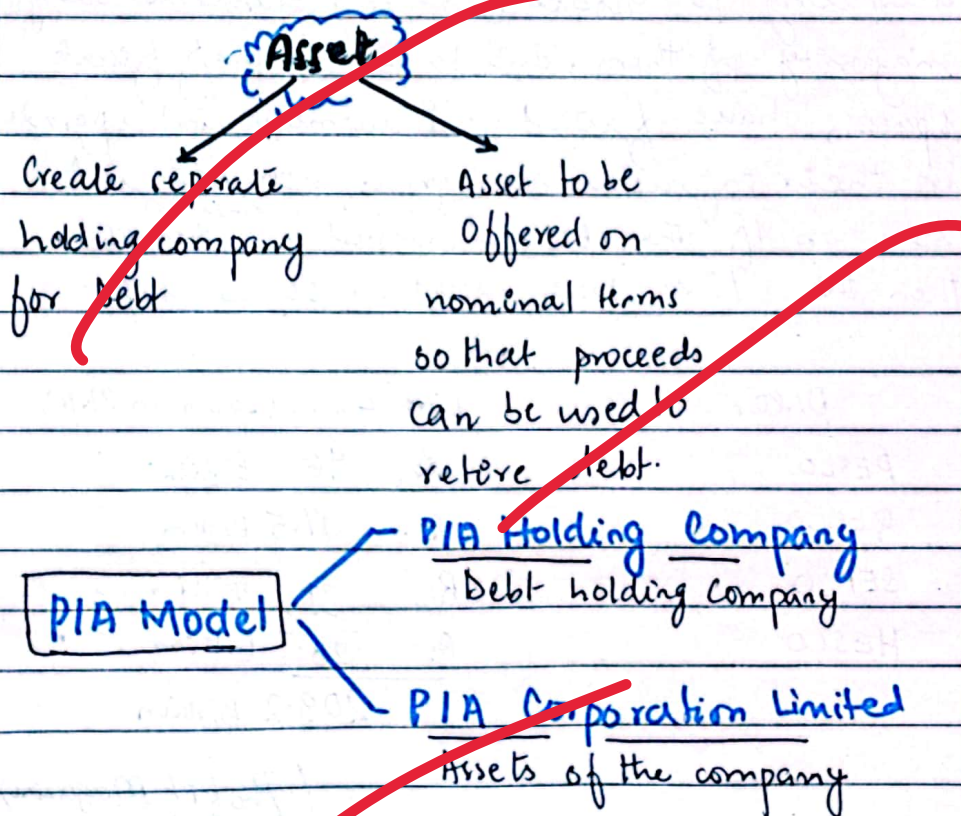 Asset
Create seperate
holding company
for Debt
Asset to be
Offered on
nominal terms
so that proceeds
can be used to
retire debt.
PIA Model
PIA Holding Company
Debt holding Company
PIA Corporation Limited
Assets of the company